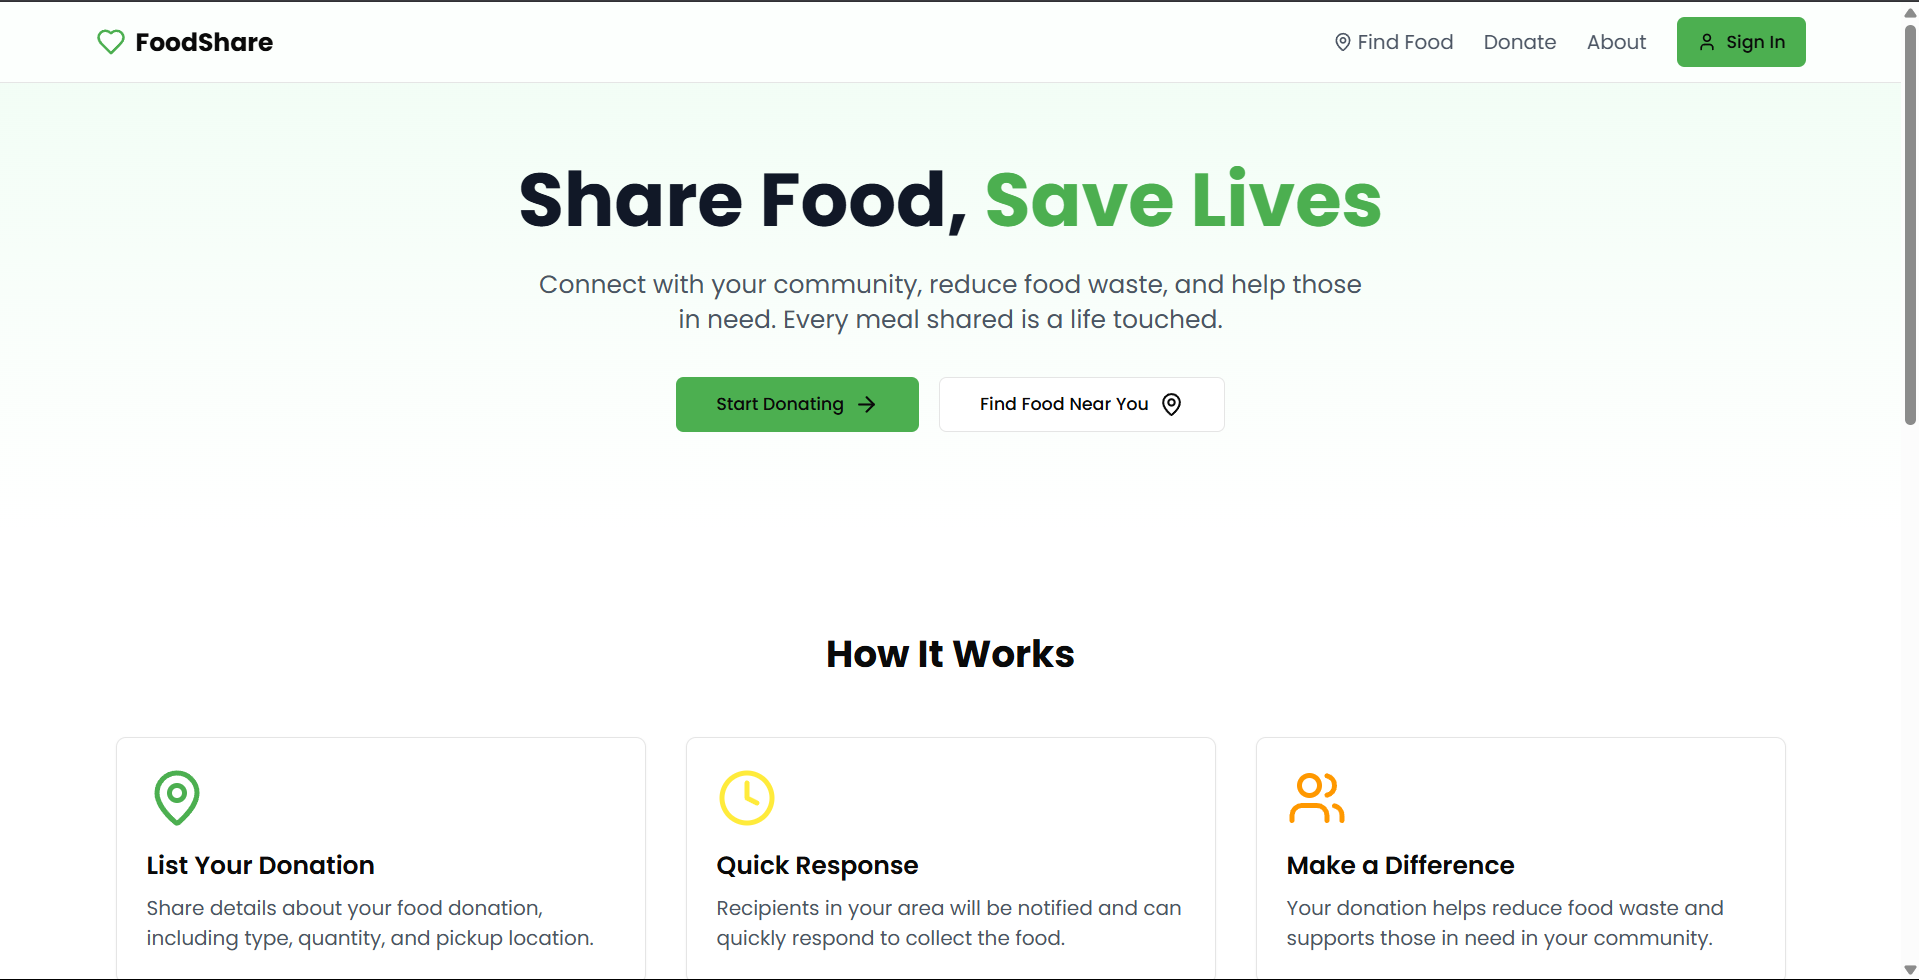 FoodShare
Find Food
Donate
About
Sign In
Share Food, Save Lives
Connect with your community, reduce food waste, and help those
in need. Every meal shared is a life touched.
Start Donating
Find Food Near You
How It Works
List Your Donation
Share details about your food donation,
including type, quantity, and pickup location.
Quick Response
Recipients in your area will be notified and can
quickly respond to collect the food.
Make a Difference
Your donation helps reduce food waste and
supports those in need in your community.